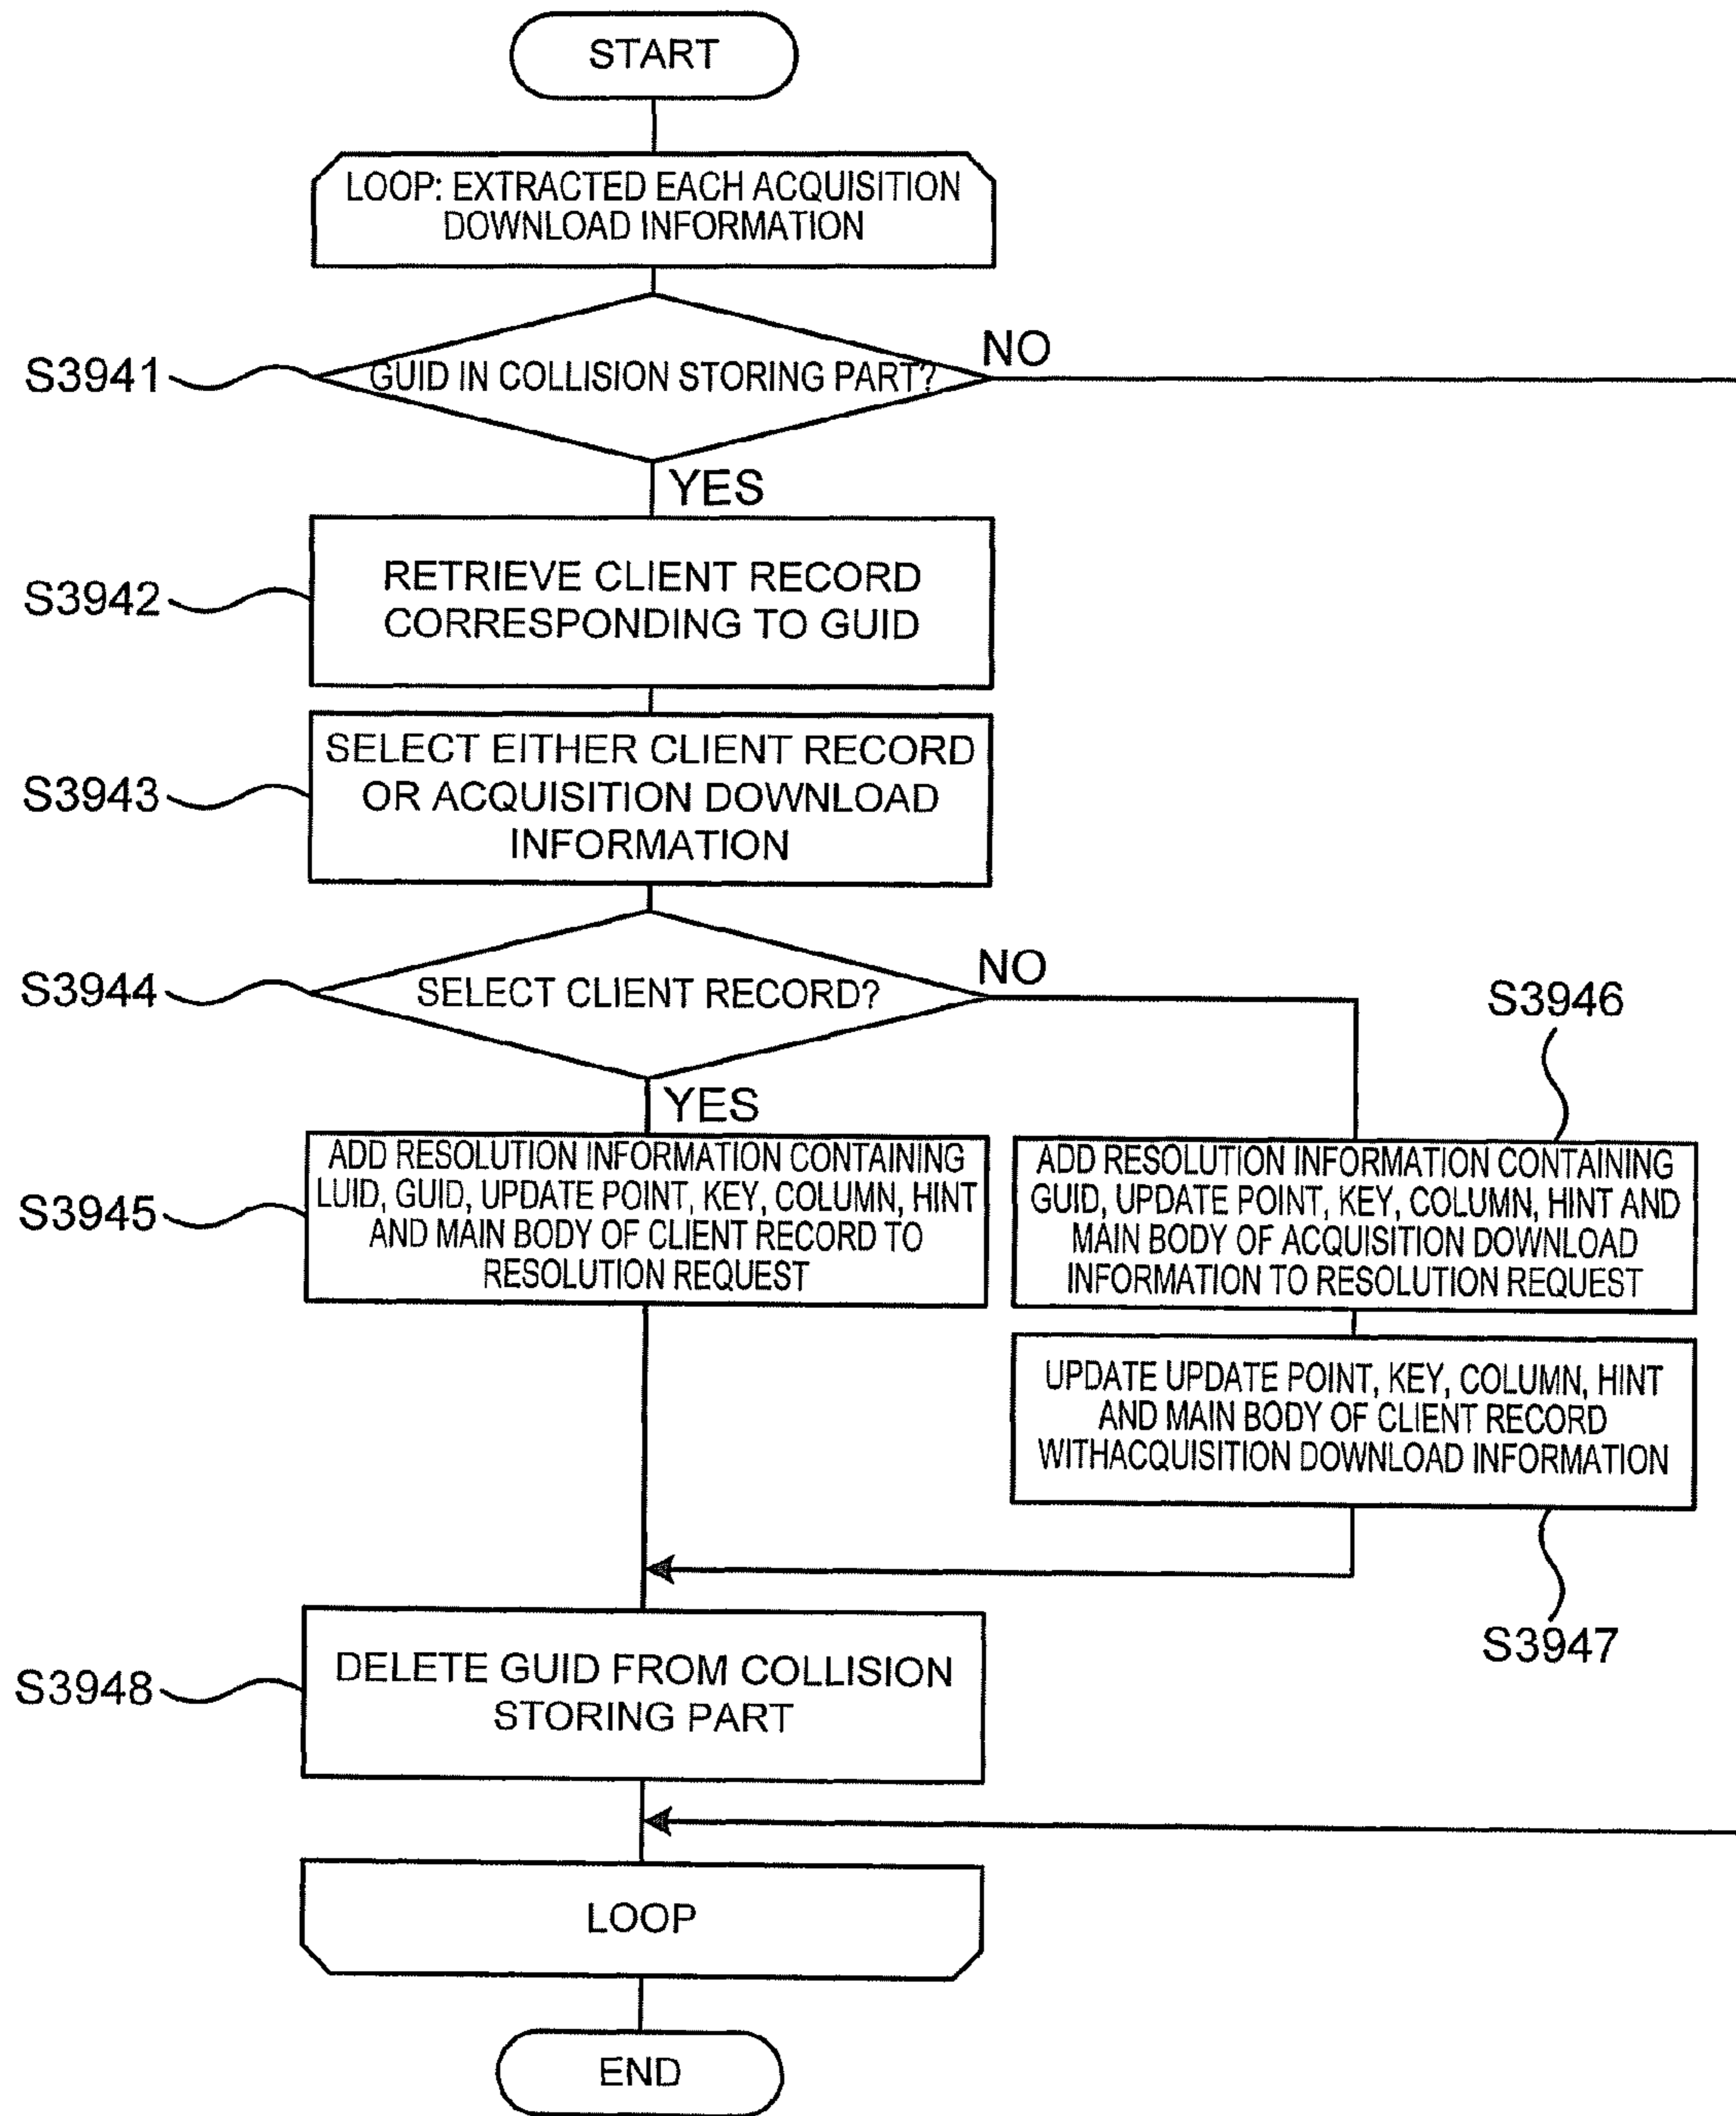 START
LOOP: EXTRACTED EACH ACQUISITION
DOWNLOAD INFORMATION
S3941
GUID IN COLLISION STORING PART?
NO
YES
S3942
RETRIEVE CLIENT RECORD
CORRESPONDING TO GUID
S3943
SELECT EITHER CLIENT RECORD
OR ACQUISITION DOWNLOAD
INFORMATION
S3944
SELECT CLIENT RECORD?
NO
YES
S3945
ADD RESOLUTION INFORMATION CONTAINING
LUID, GUID, UPDATE POINT, KEY, COLUMN, HINT
AND MAIN BODY OF CLIENT RECORD TO
RESOLUTION REQUEST
S3946
ADD RESOLUTION INFORMATION CONTAINING
GUID, UPDATE POINT, KEY, COLUMN, HINT AND
MAIN BODY OF ACQUISITION DOWNLOAD
INFORMATION TO RESOLUTION REQUEST
UPDATE UPDATE POINT, KEY, COLUMN, HINT
AND MAIN BODY OF CLIENT RECORD
WITHACQUISITION DOWNLOAD INFORMATION
S3947
S3948
DELETE GUID FROM COLLISION
STORING PART
LOOP
END